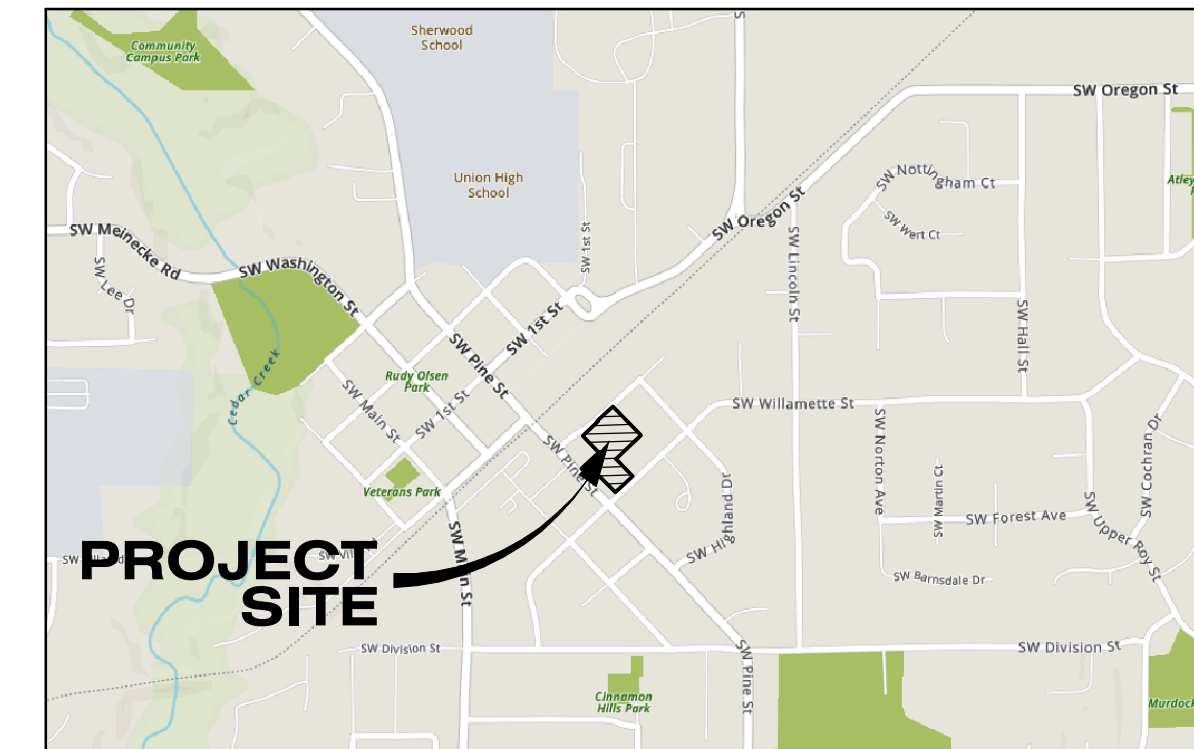 Sherwood
School
Community
Campus Park
SW Oregon St
Union High
School
SW Nottingham Ct
SW Wert Ct
SW Oregon St
SW Meinecke Rd
SW Washington St
SW Lee Dr
SW 1st St
SW Lincoln St
SW Hall St
SW 1st St
SW Pine St
Cedar Creek
Rudy Olsen
Park
SW Main St
SW 1st St
SW Willamette St
SW Norton Ave
SW Cochran Dr
SW Pine St
Veterans Park
SW Martin Ct
SW Highland Dr
SW Forest Ave
SW Upper Roy St
PROJECT
SITE
SW Main St
SW Barnsdale Dr
SW Division St
SW Division St
SW Pine St
Cinnamon
Hills Park
Murdock
Atley